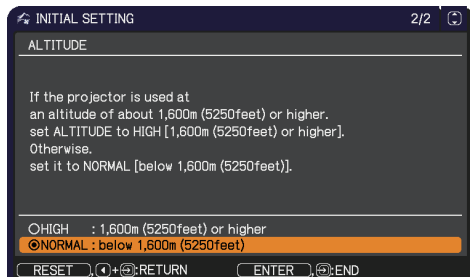 INITIAL SETTING 2/2
ALTITUDE
If the projector is used at
an altitude of about 1,600m (5250feet) or higher.
set ALTITUDE to HIGH [1,600m (5250feet) or higher].
Otherwise.
set it to NORMAL [below 1,600m (5250feet)].
HIGH : 1,600m (5250feet) or higher
NORMAL : below 1,600m (5250feet)
RESET , + :RETURN ENTER , :END